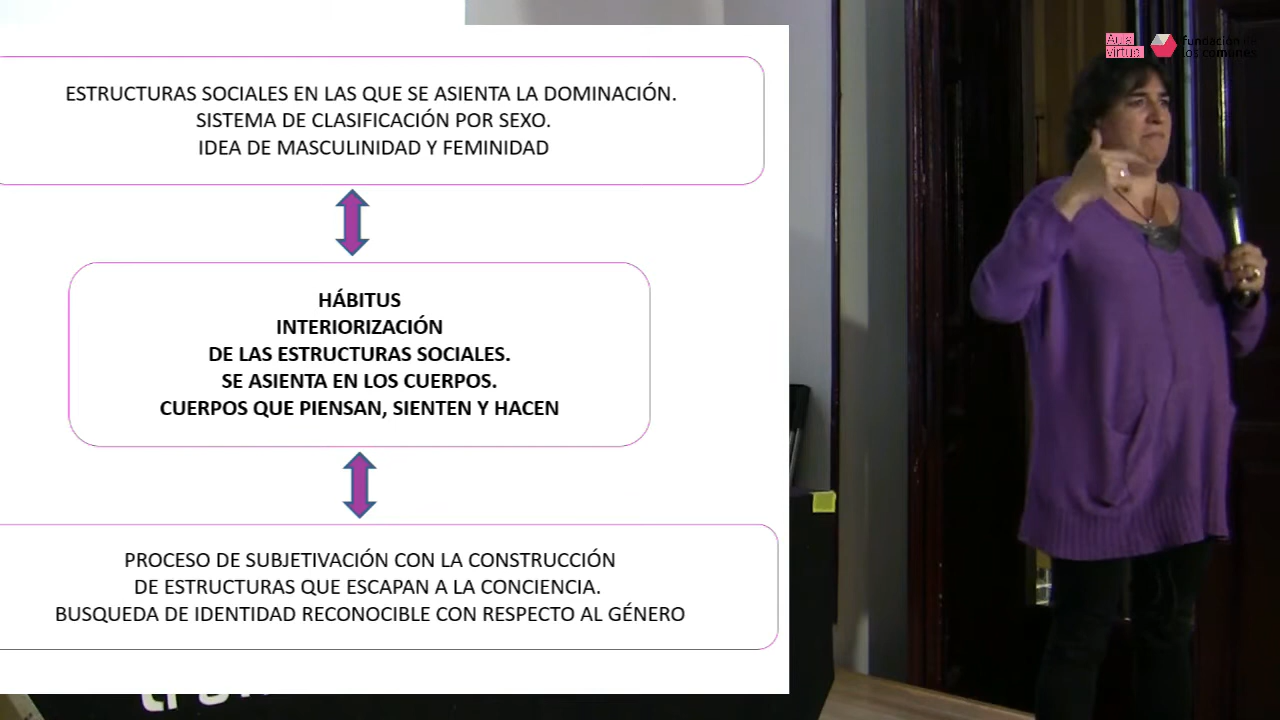 Aula
virtual
fundación de
los comunes
ESTRUCTURAS SOCIALES EN LAS QUE SE ASIENTA LA DOMINACIÓN.
SISTEMA DE CLASIFICACIÓN POR SEXO.
IDEA DE MASCULINIDAD Y FEMINIDAD
HÁBITUS
INTERIORIZACIÓN
DE LAS ESTRUCTURAS SOCIALES.
SE ASIENTA EN LOS CUERPOS.
CUERPOS QUE PIENSAN, SIENTEN Y HACEN
PROCESO DE SUBJETIVACIÓN CON LA CONSTRUCCIÓN
DE ESTRUCTURAS QUE ESCAPAN A LA CONCIENCIA.
BUSQUEDA DE IDENTIDAD RECONOCIBLE CON RESPECTO AL GÉNERO